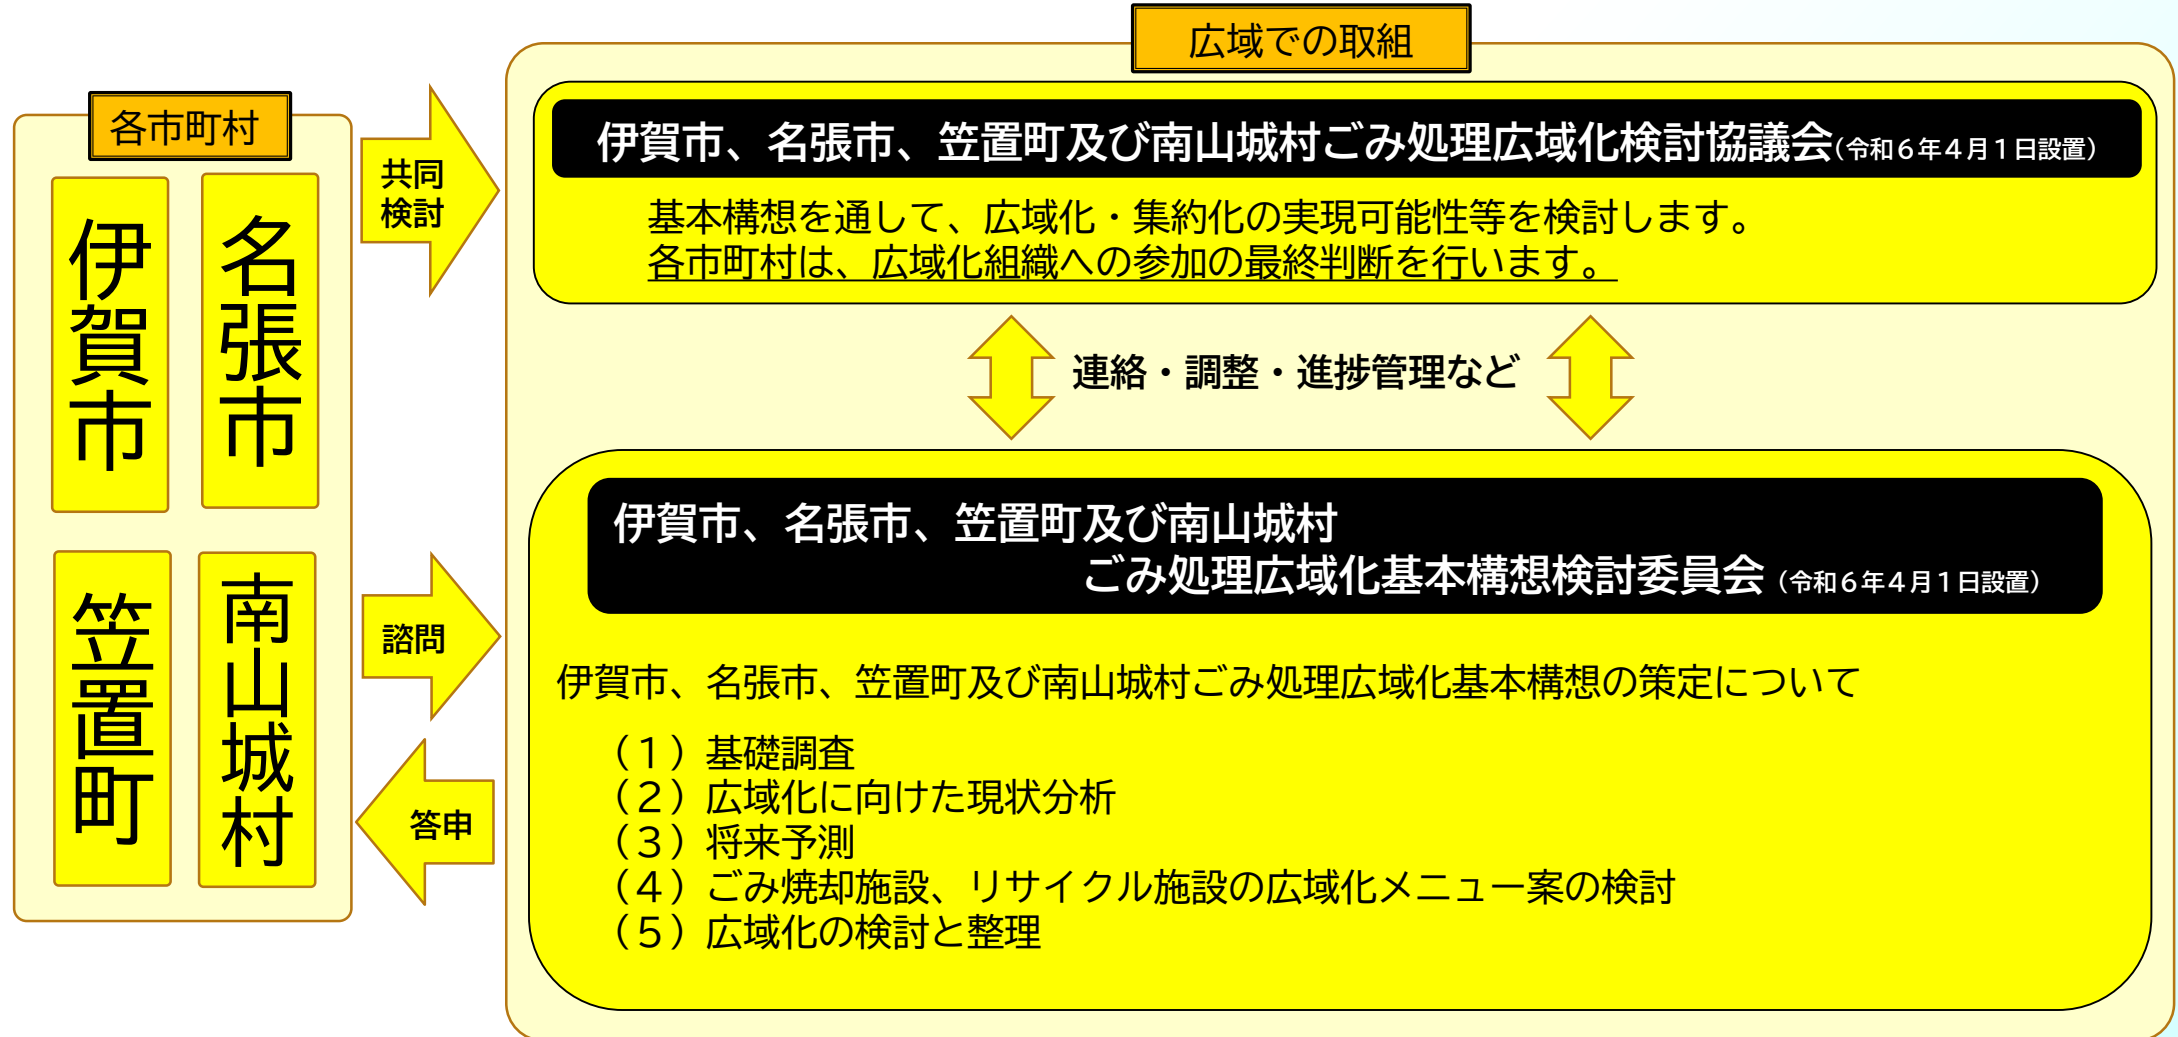 広域での取組
各市町村
伊賀市
名張市
笠置町
南山城村
共同
検討
諮問
答申
伊賀市、名張市、笠置町及び南山城村ごみ処理広域化検討協議会(令和6年4月1日設置)
基本構想を通して、広域化・集約化の実現可能性等を検討します。
各市町村は、広域化組織への参加の最終判断を行います。
連絡・調整・進捗管理など
伊賀市、名張市、笠置町及び南山城村
ごみ処理広域化基本構想検討委員会(令和6年4月1日設置)
伊賀市、名張市、笠置町及び南山城村ごみ処理広域化基本構想の策定について
(1)基礎調査
(2)広域化に向けた現状分析
(3)将来予測
(4)ごみ焼却施設、リサイクル施設の広域化メニュー案の検討
(5)広域化の検討と整理